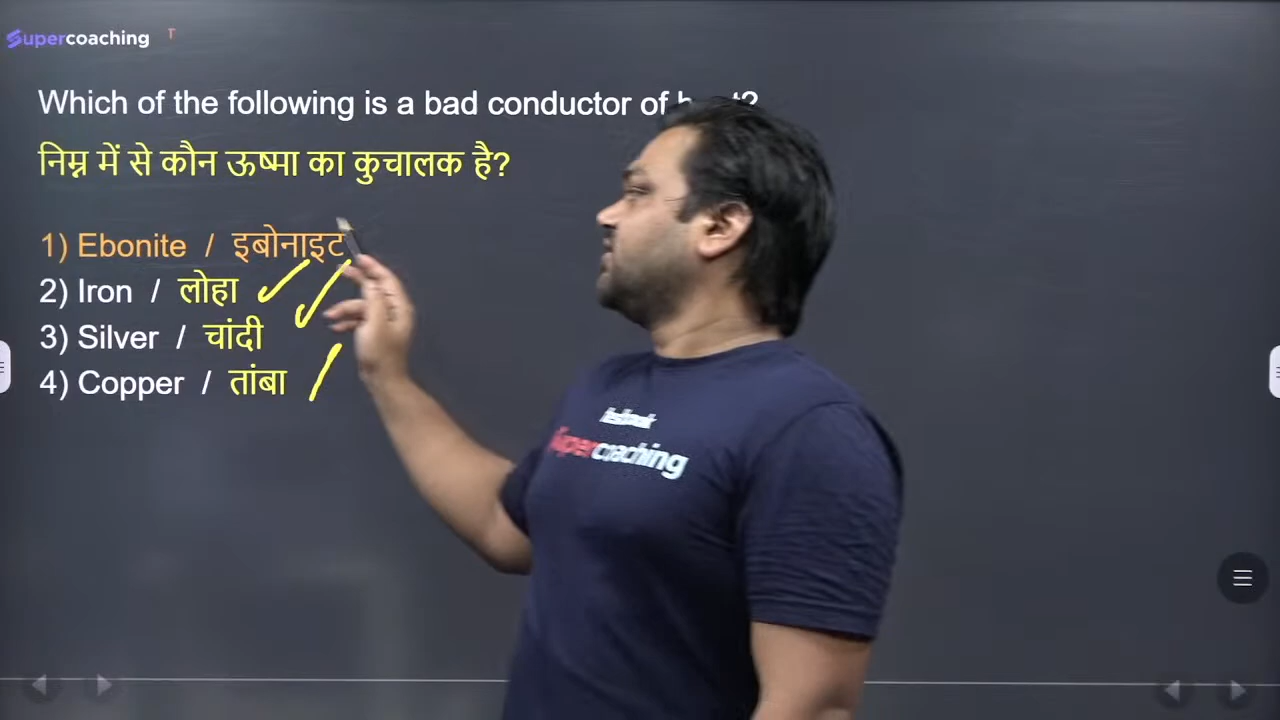 Supercoaching
Which of the following is a bad conductor of
निम्न में से कौन ऊष्मा का कुचालक है?
1) Ebonite / इबोनाइट
2) Iron / लोहा
3) Silver / चांदी
4) Copper / तांबा
testbook
Supercoaching